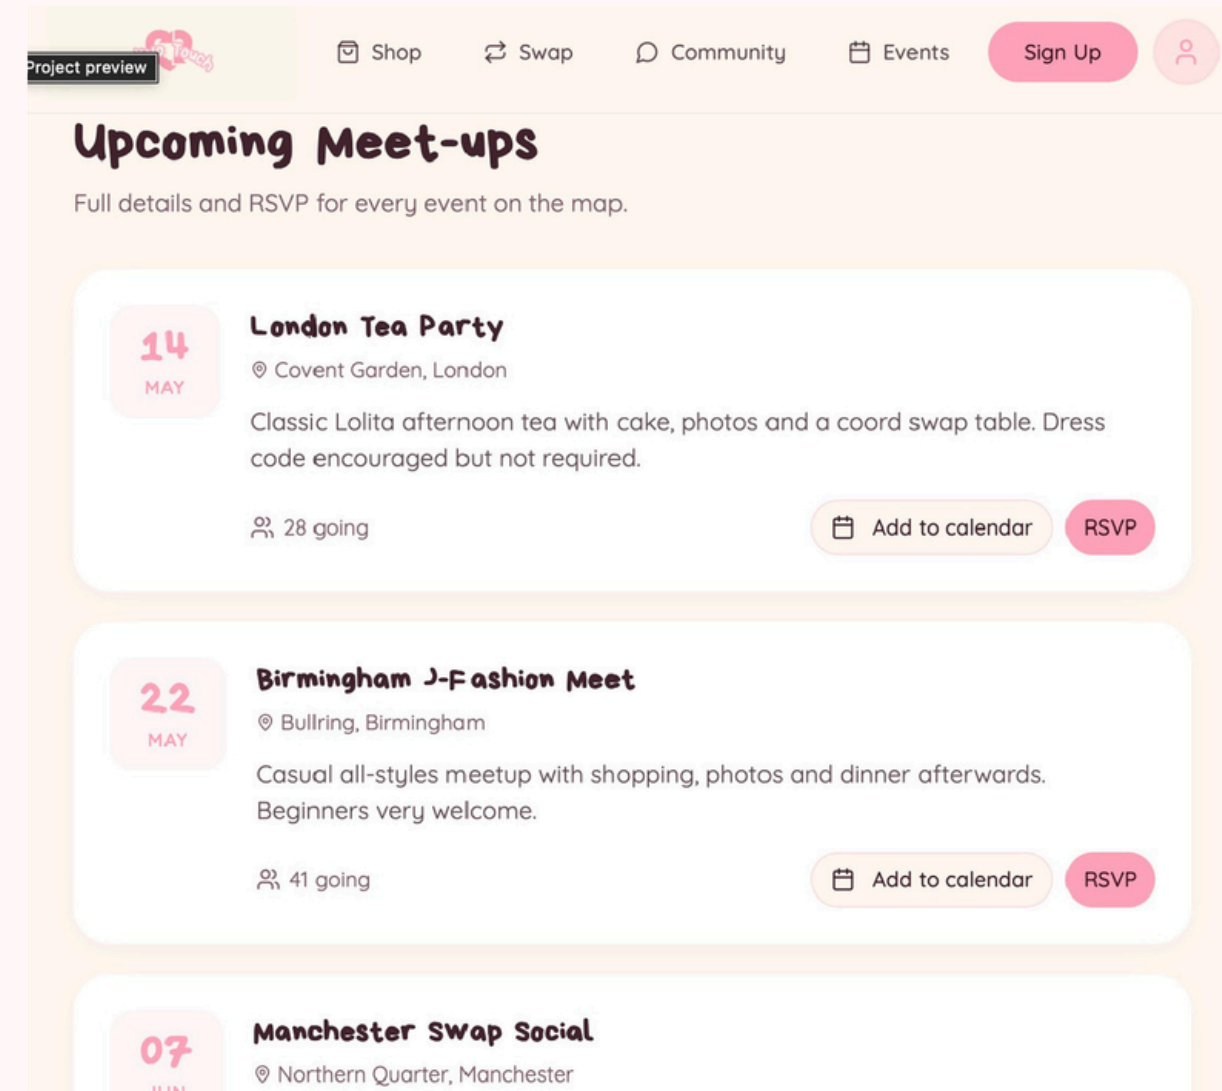 Project preview
Touch
Shop
Swap
Community
Events
Sign Up
Upcoming Meet-ups
Full details and RSVP for every event on the map.
14
MAY
London Tea Party
Covent Garden, London
Classic Lolita afternoon tea with cake, photos and a coord swap table. Dress
code encouraged but not required.
28 going
Add to calendar
RSVP
22
MAY
Birmingham J-Fashion Meet
Bullring, Birmingham
Casual all-styles meetup with shopping, photos and dinner afterwards.
Beginners very welcome.
41 going
Add to calendar
RSVP
07
JUN
Manchester Swap Social
Northern Quarter, Manchester